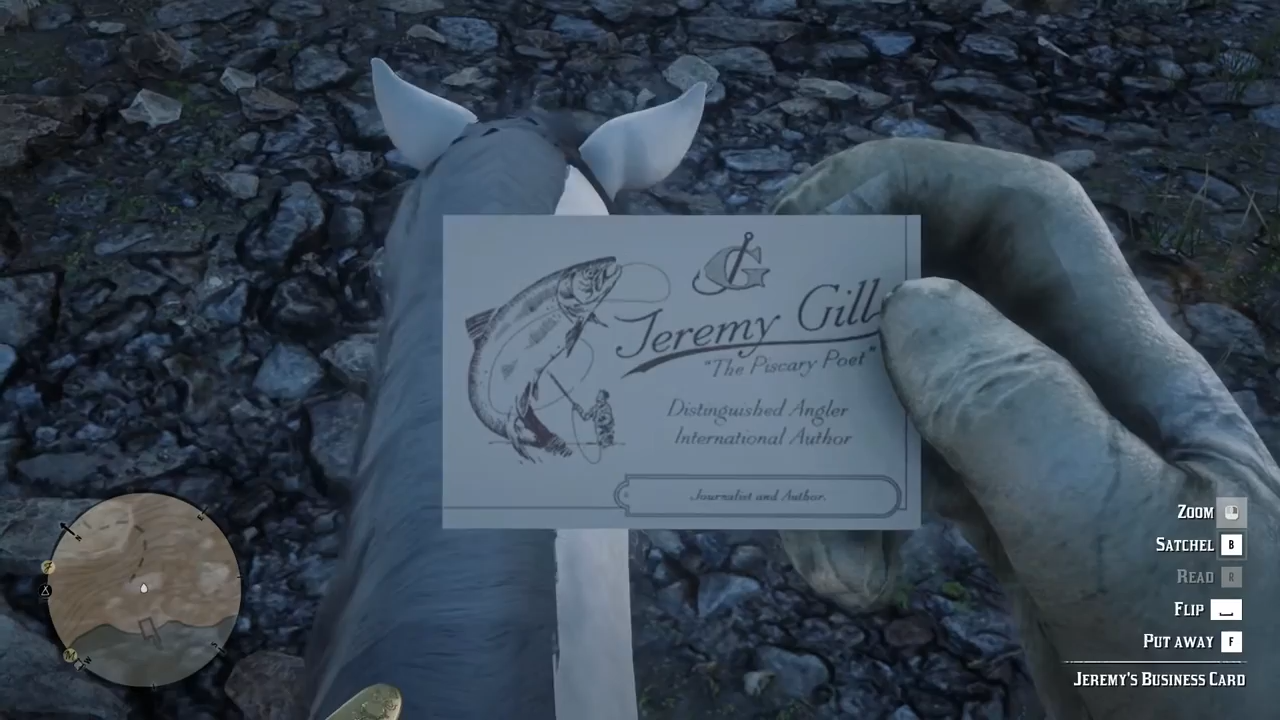 G
Jeremy Gill
"The Piscary Poet"
Distinguished Angler
International Author
Journalist and Author.
Zoom
Satchel B
Read R
Flip
Put away F
Jeremy's Business Card